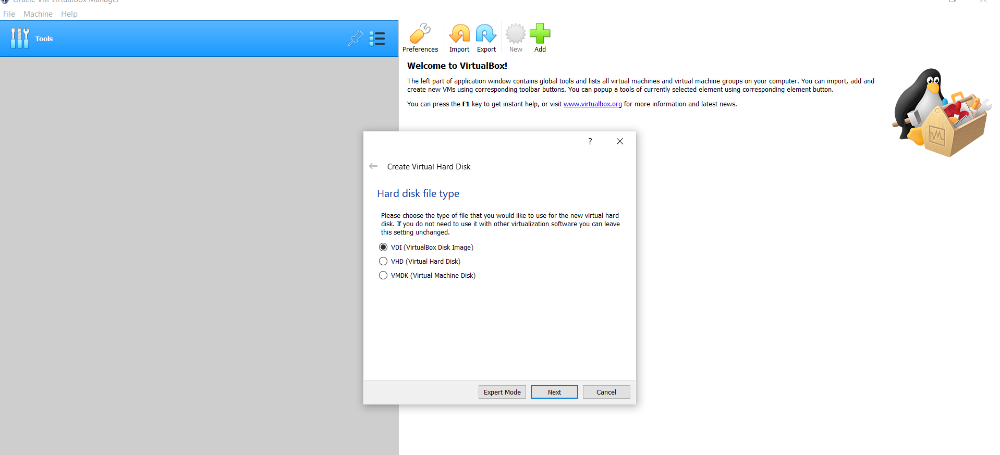 Oracle VM VirtualBox Manager
File Machine Help
Tools
Preferences Import Export New Add
Welcome to VirtualBox!
The left part of application window contains global tools and lists all virtual machines and virtual machine groups on your computer. You can import, add and
create new VMs using corresponding toolbar buttons. You can popup a tools of currently selected element using corresponding element button.
You can press the F1 key to get instant help, or visit www.virtualbox.org for more information and latest news.
?
Create Virtual Hard Disk
Hard disk file type
Please choose the type of file that you would like to use for the new virtual hard
disk. If you do not need to use it with other virtualization software you can leave
this setting unchanged.
VDI (VirtualBox Disk Image)
VHD (Virtual Hard Disk)
VMDK (Virtual Machine Disk)
Expert Mode Next Cancel